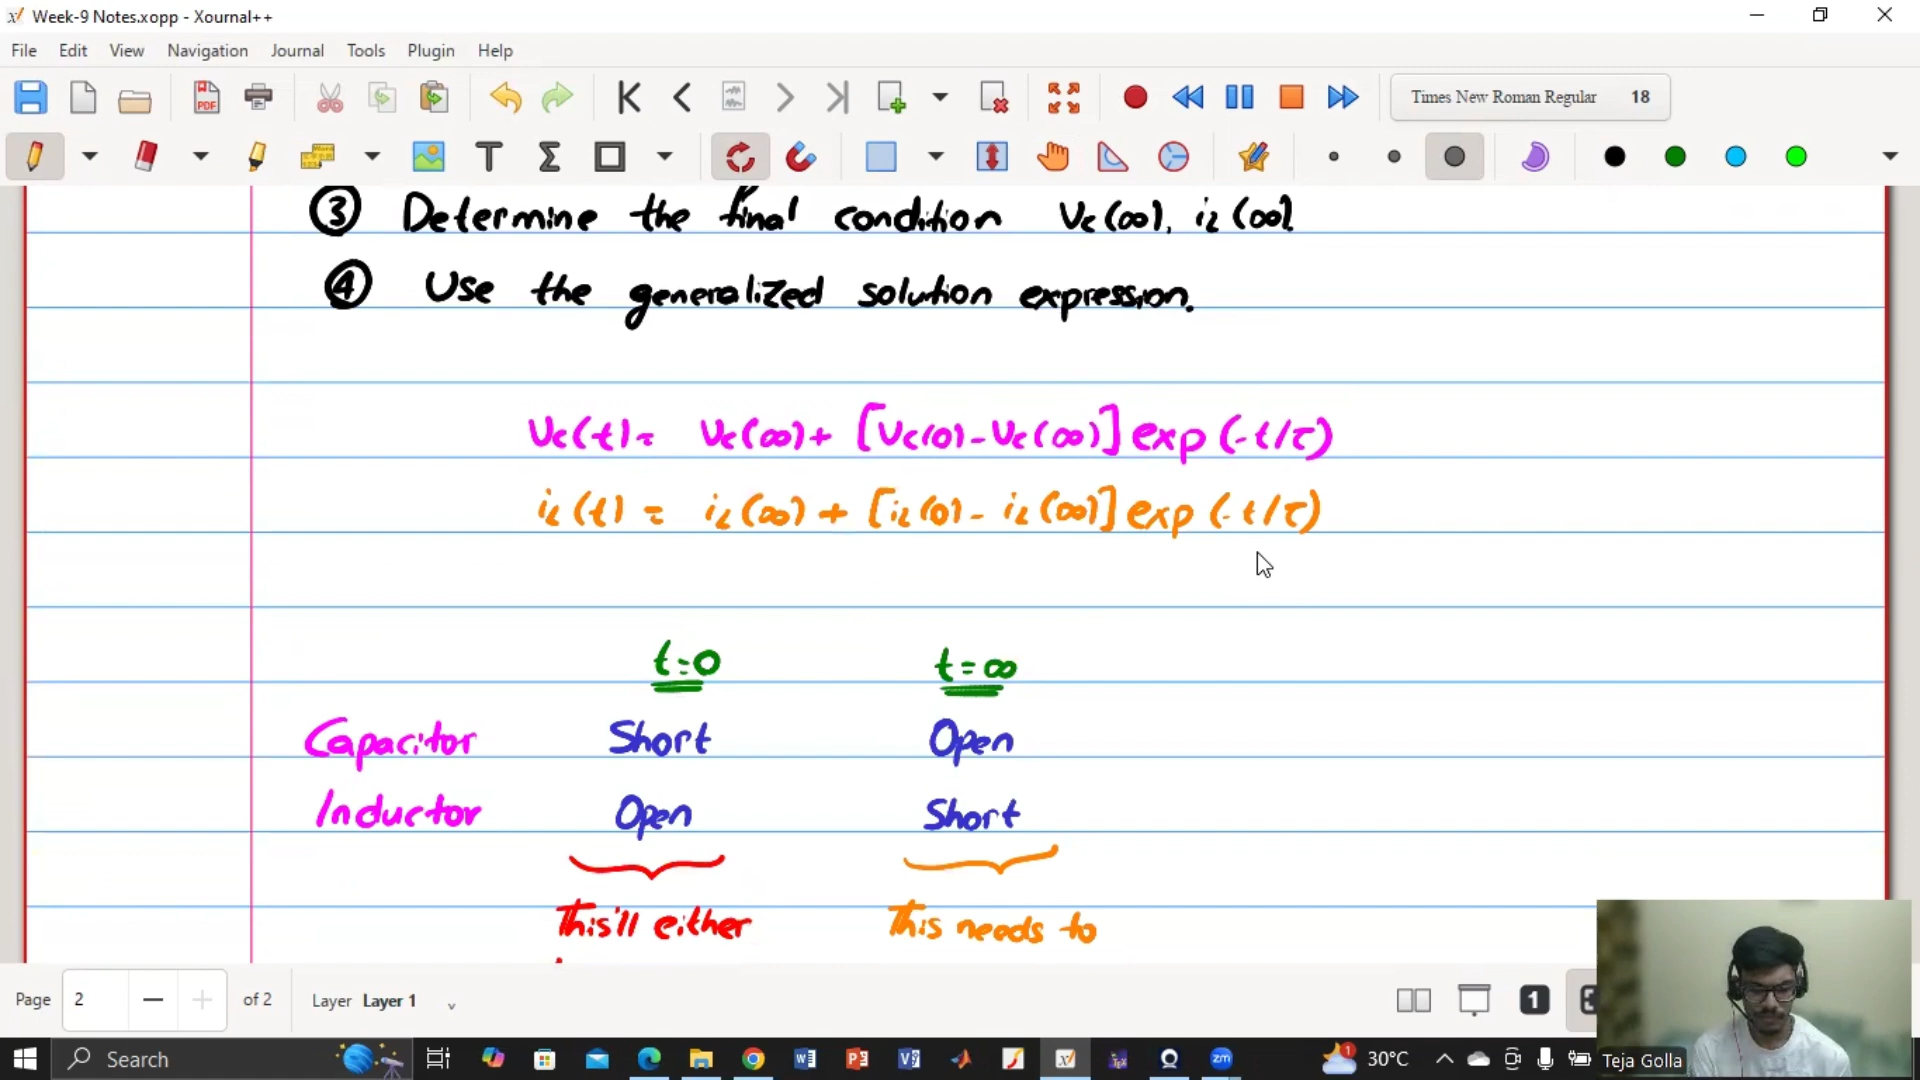 Week-9 Notes.xopp - Xournal++
File Edit View Navigation Journal Tools Plugin Help
Times New Roman Regular 18
③ Determine the final condition Vc(∞), iL(∞)
④ Use the generalized solution expression.
Vc(t) = Vc(∞) + [Vc(0) - Vc(∞)] exp(-t/τ)
iL(t) = iL(∞) + [iL(0) - iL(∞)] exp(-t/τ)
t=0 t=∞
Capacitor Short Open
Inductor Open Short
This'll either This needs to
Page 2 of 2 Layer Layer 1
1
Search
30°C
Teja Golla